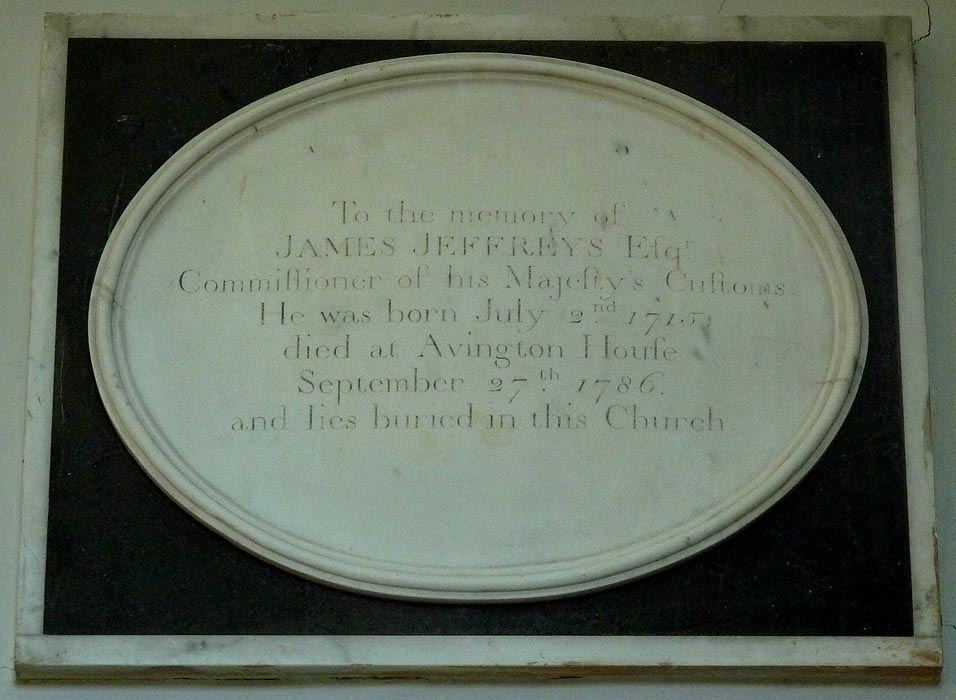 To the memory of
JAMES JEFFREYS Eſqr.
Commiſſioner of his Majeſty's Cuſtoms.
He was born July 2nd. 1715,
died at Avington Houſe
September 27th. 1786.
and lies buried in this Church.